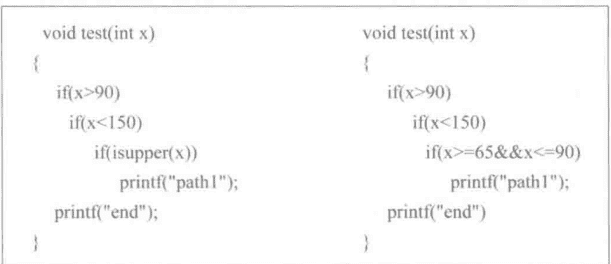 void test(int x)
{
if(x>90)
if(x<150)
if(isupper(x))
printf("path1");
printf("end");
}
void test(int x)
{
if(x>90)
if(x<150)
if(x>=65&&x<=90)
printf("path1");
printf("end")
}